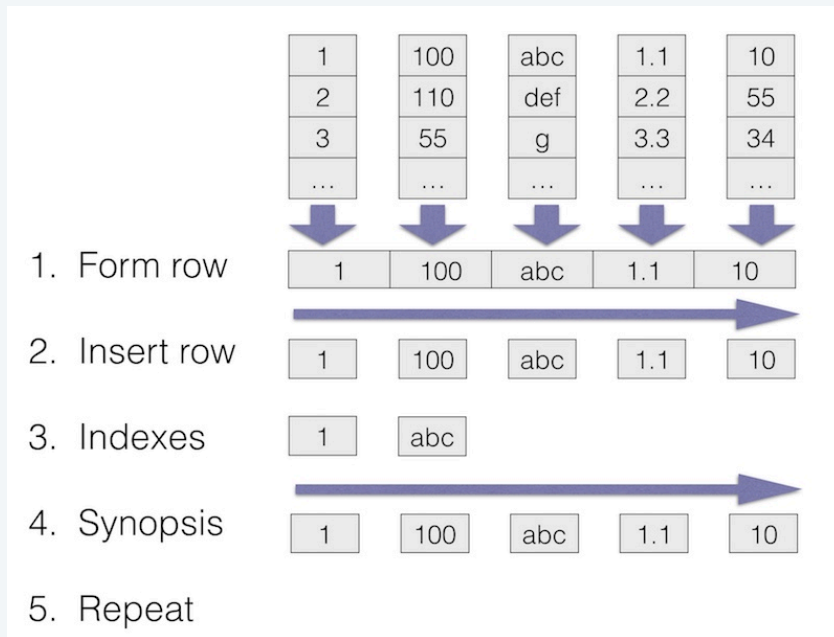 1 100 abc 1.1 10
2 110 def 2.2 55
3 55 g 3.3 34
... ... ... ... ...
1. Form row 1 100 abc 1.1 10
2. Insert row 1 100 abc 1.1 10
3. Indexes 1 abc
4. Synopsis 1 100 abc 1.1 10
5. Repeat